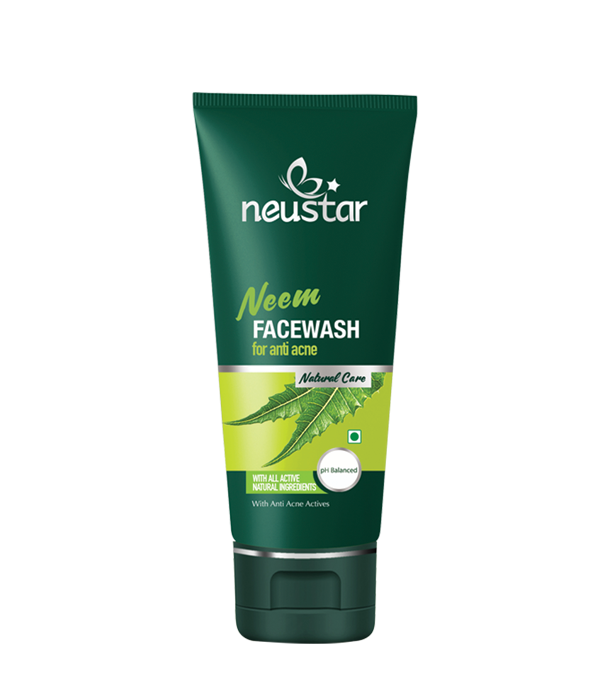 neustar
Neem
FACEWASH
for anti acne
Natural Care
pH Balanced
WITH ALL ACTIVE
NATURAL INGREDIENTS
With Anti Acne Actives